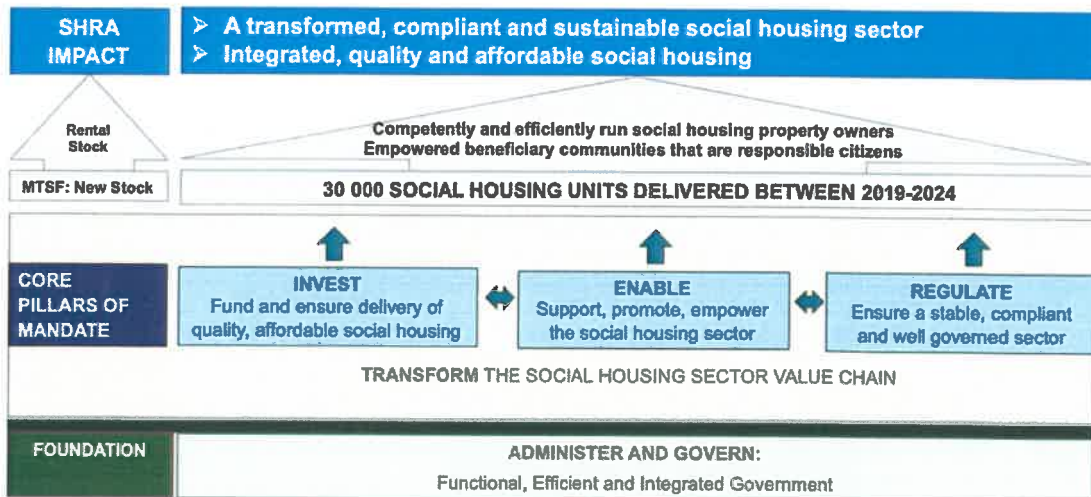 SHRA
IMPACT
➢ A transformed, compliant and sustainable social housing sector
➢ Integrated, quality and affordable social housing
Rental
Stock
Competently and efficiently run social housing property owners
Empowered beneficiary communities that are responsible citizens
MTSF: New Stock
30 000 SOCIAL HOUSING UNITS DELIVERED BETWEEN 2019-2024
CORE
PILLARS OF
MANDATE
INVEST
Fund and ensure delivery of
quality, affordable social housing
ENABLE
Support, promote, empower
the social housing sector
REGULATE
Ensure a stable, compliant
and well governed sector
TRANSFORM THE SOCIAL HOUSING SECTOR VALUE CHAIN
FOUNDATION
ADMINISTER AND GOVERN:
Functional, Efficient and Integrated Government